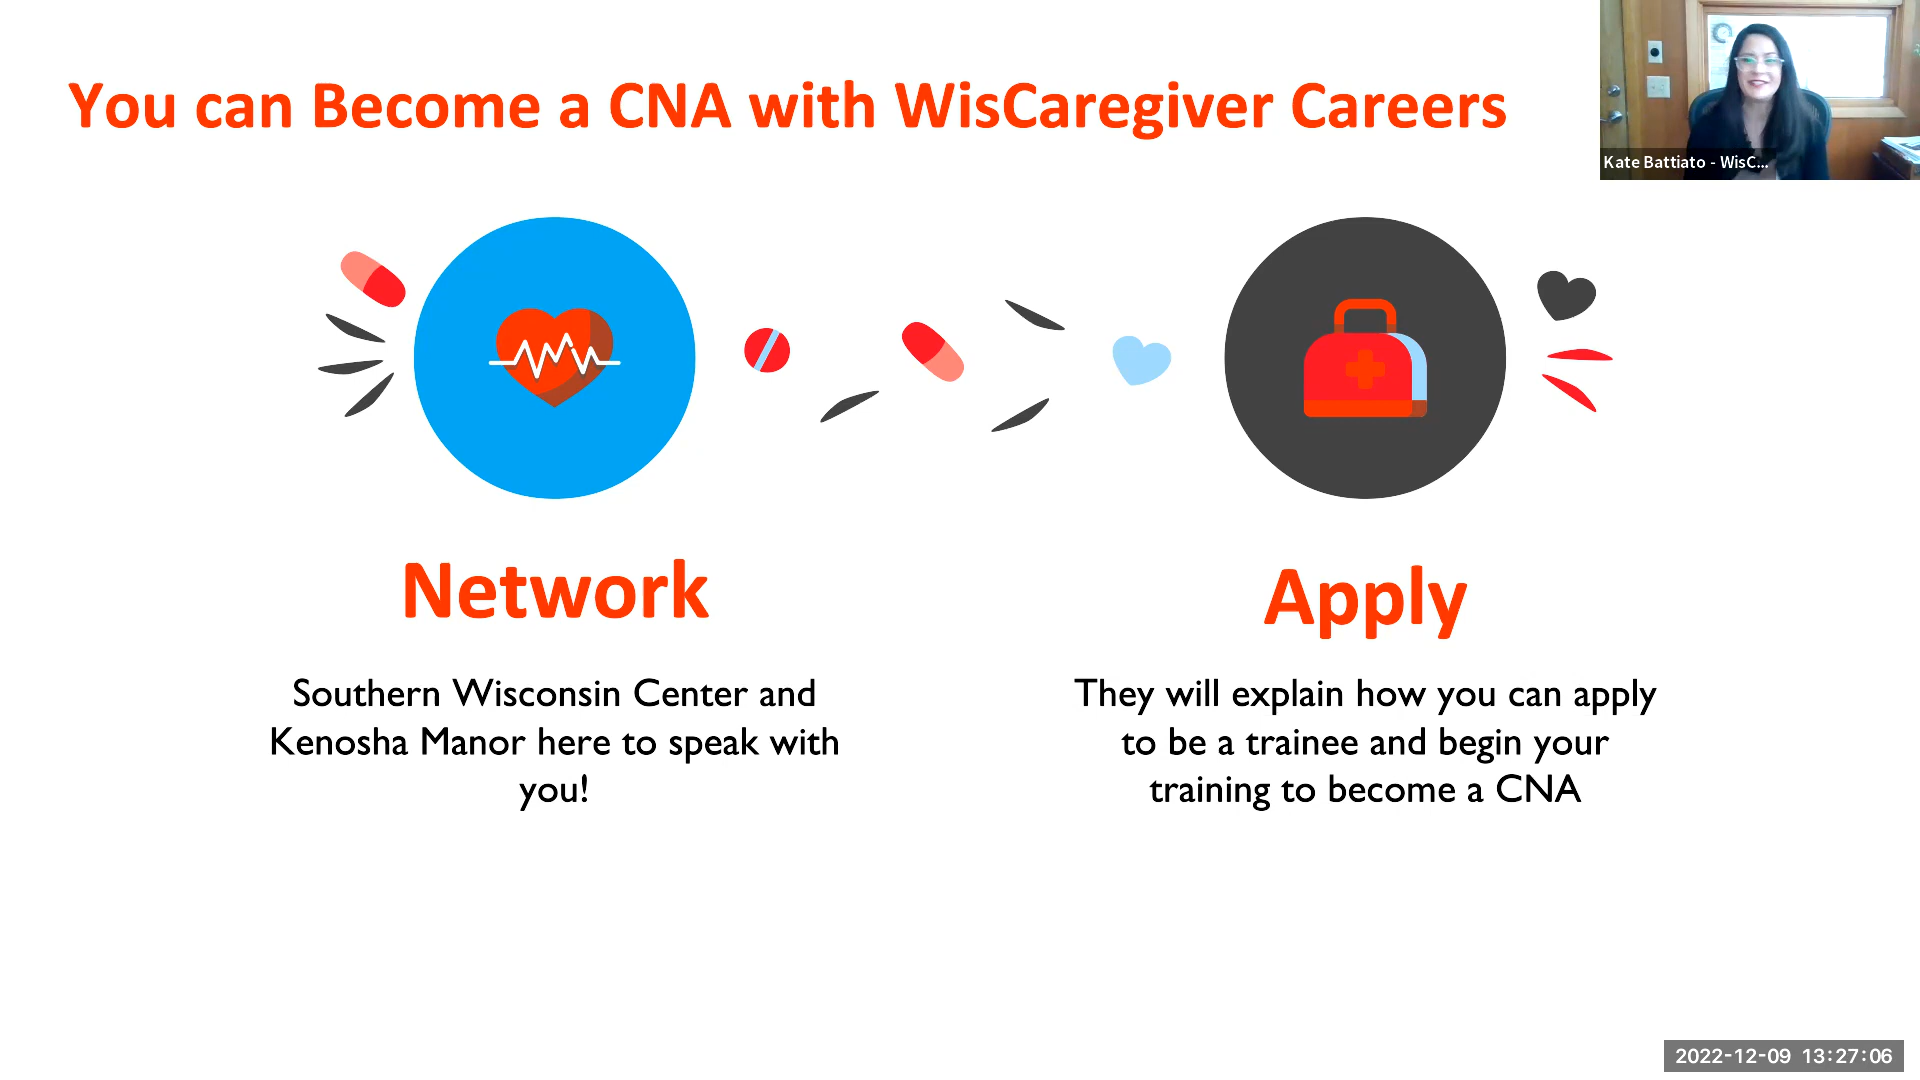 You can Become a CNA with WisCaregiver Careers
Kate Battiato - WisC...
Network
Southern Wisconsin Center and
Kenosha Manor here to speak with
you!
Apply
They will explain how you can apply
to be a trainee and begin your
training to become a CNA
2022-12-09 13:27:06